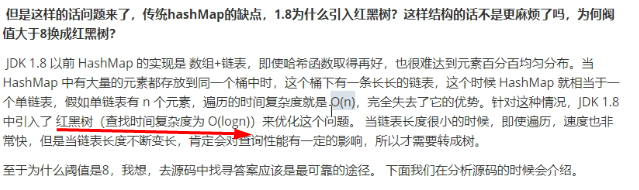 但是这样的话问题来了，传统hashMap的缺点，1.8为什么引入红黑树？这样结构的话不是更麻烦了吗，为何阈
值大于8换成红黑树？
JDK 1.8 以前 HashMap 的实现是 数组+链表，即使哈希函数取得再好，也很难达到元素百分百均匀分布。当
HashMap 中有大量的元素都存放到同一个桶中时，这个桶下有一条长长的链表，这个时候 HashMap 就相当于一
个单链表，假如单链表有 n 个元素，遍历的时间复杂度就是 O(n)，完全失去了它的优势。针对这种情况，JDK 1.8
中引入了 红黑树（查找时间复杂度为 O(logn)）来优化这个问题。 当链表长度很小的时候，即使遍历，速度也非
常快，但是当链表长度不断变长，肯定会对查询性能有一定的影响，所以才需要转成树。
至于为什么阈值是8，我想，去源码中找寻答案应该是最可靠的途径。 下面我们在分析源码的时候会介绍。